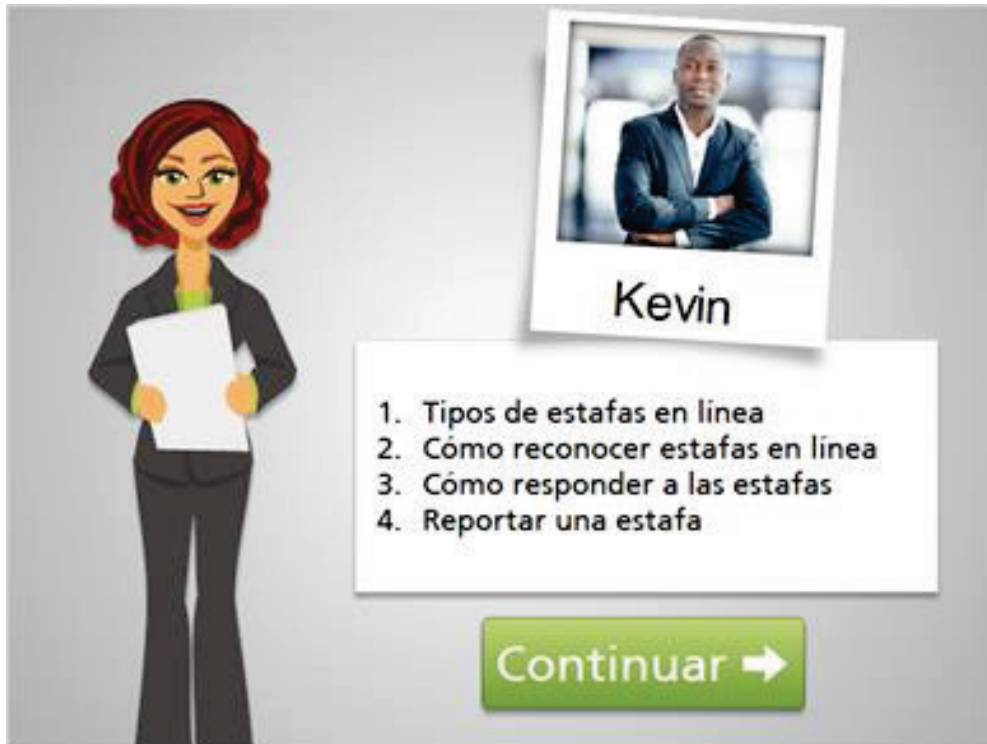 Kevin
1. Tipos de estafas en línea
2. Cómo reconocer estafas en línea
3. Cómo responder a las estafas
4. Reportar una estafa
Continuar